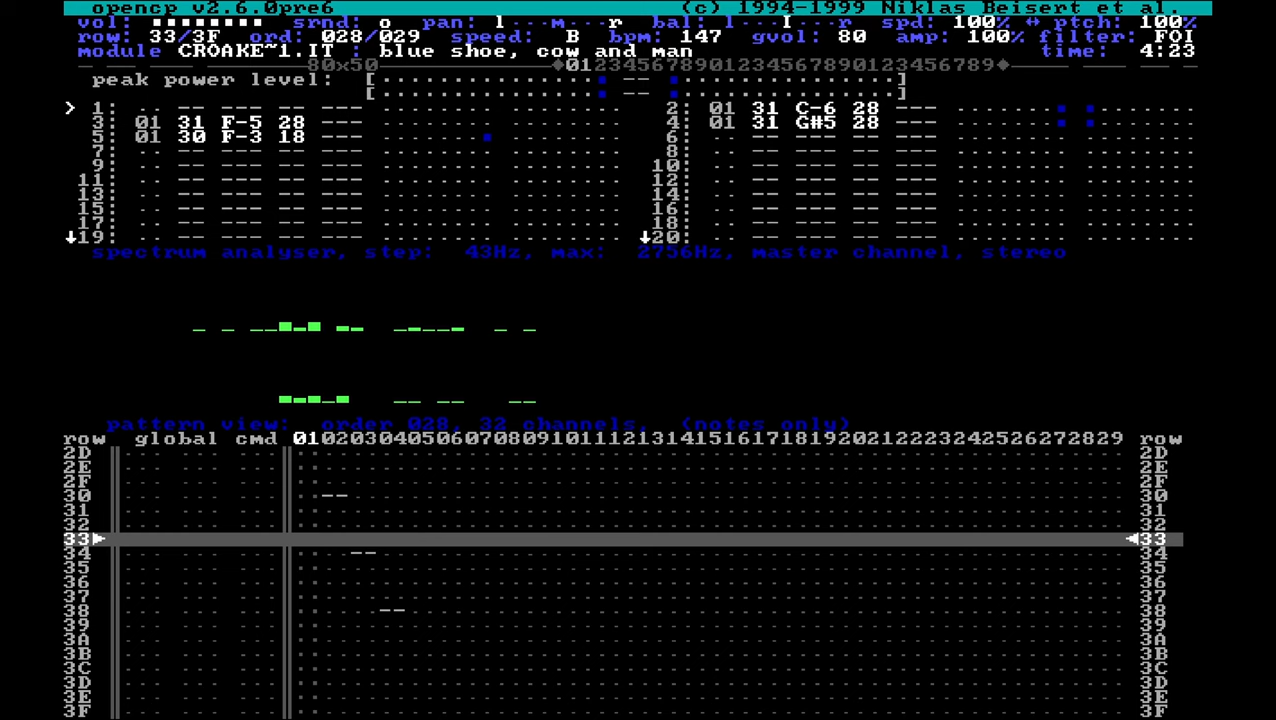 opencp v2.6.0pre6 (c) 1994-1999 Niklas Beisert et al.
vol: srnd: o pan: l...m...r bal: l...I...r spd: 100% ↔ ptch: 100%
row: 33/3F ord: 028/029 speed: B bpm: 147 gvol: 80 amp: 100% filter: FOI
module CROAKE~1.IT : blue shoe, cow and man time: 4:23
80x50 012345678901234567890123456789
peak power level:
1: .. -- --- -- --- 2: 01 31 C-6 28 ---
3: 01 31 F-5 28 --- 4: 01 31 G#5 28 ---
5: 01 30 F-3 18 --- 6: .. -- --- -- ---
7: .. -- --- -- --- 8: .. -- --- -- ---
9: .. -- --- -- --- 10: .. -- --- -- ---
11: .. -- --- -- --- 12: .. -- --- -- ---
13: .. -- --- -- --- 14: .. -- --- -- ---
15: .. -- --- -- --- 16: .. -- --- -- ---
17: .. -- --- -- --- 18: .. -- --- -- ---
19: .. -- --- -- --- 20: .. -- --- -- ---
spectrum analyser, step: 43Hz, max: 2756Hz, master channel, stereo
pattern view: order 028, 32 channels, (notes only)
row global cmd 0102030405060708091011121314151617181920212223242526272829 row
2D 2D
2E 2E
2F 2F
30 -- 30
31 31
32 32
33 33
34 -- 34
35 35
36 36
37 37
38 -- 38
39 39
3A 3A
3B 3B
3C 3C
3D 3D
3E 3E
3F 3F